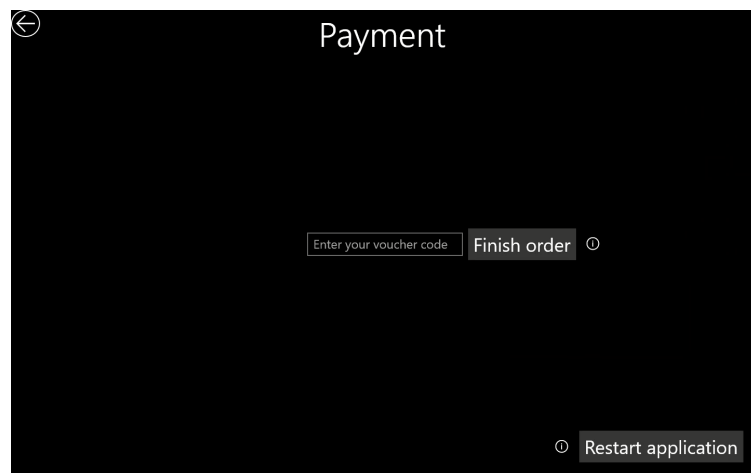 Payment
Enter your voucher code
Finish order
Restart application